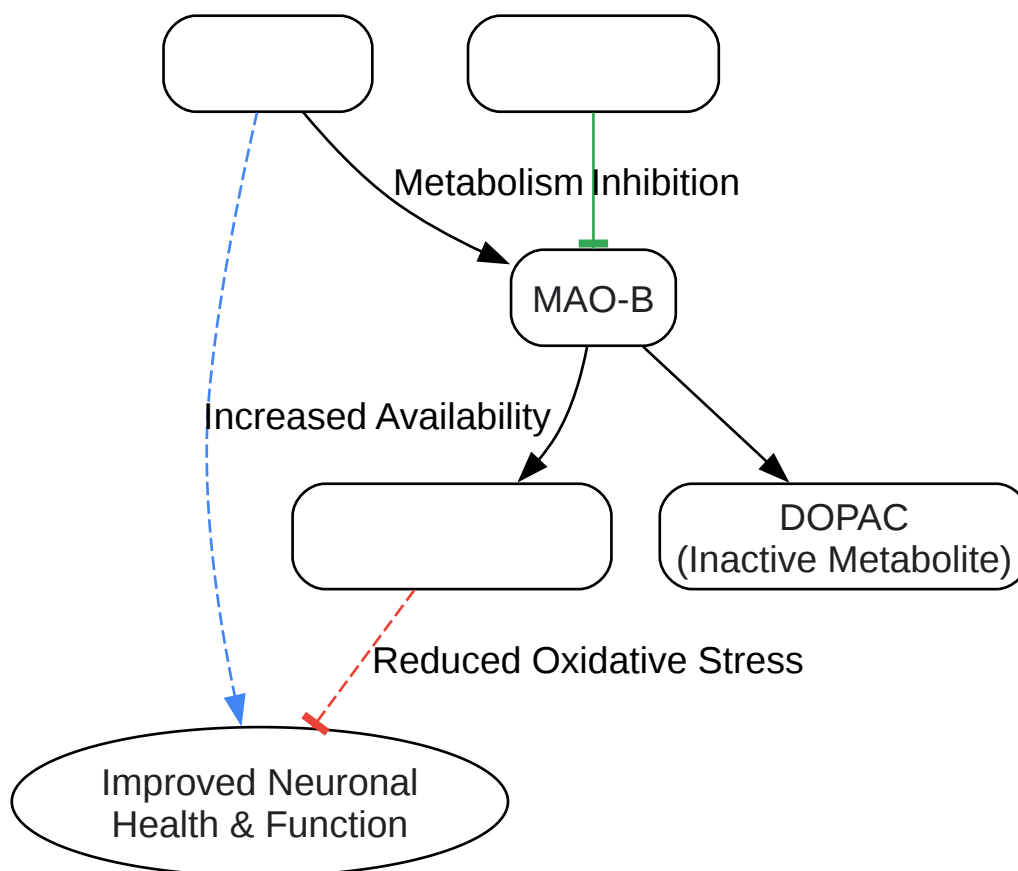 Metabolism
Inhibition
MAO-B
Increased Availability
DOPAC
(Inactive Metabolite)
Reduced Oxidative Stress
Improved Neuronal
Health & Function